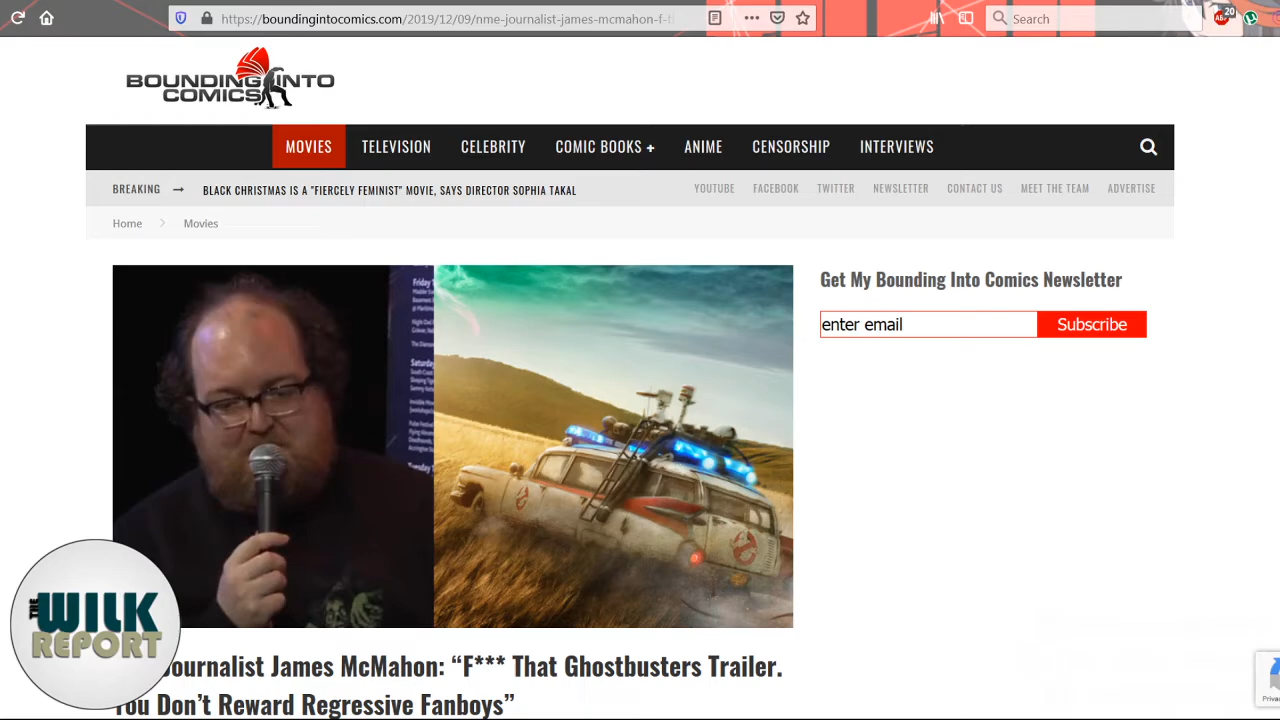 https://boundingintocomics.com/2019/12/09/nme-journalist-james-mcmahon-f-t
Search
20
BOUNDING INTO
COMICS
MOVIES TELEVISION CELEBRITY COMIC BOOKS + ANIME CENSORSHIP INTERVIEWS
BREAKING → BLACK CHRISTMAS IS A "FIERCELY FEMINIST" MOVIE, SAYS DIRECTOR SOPHIA TAKAL
YOUTUBE FACEBOOK TWITTER NEWSLETTER CONTACT US MEET THE TEAM ADVERTISE
Home > Movies
Get My Bounding Into Comics Newsletter
enter email Subscribe
THE WILK
REPORT
Journalist James McMahon: “F*** That Ghostbusters Trailer.
You Don’t Reward Regressive Fanboys”